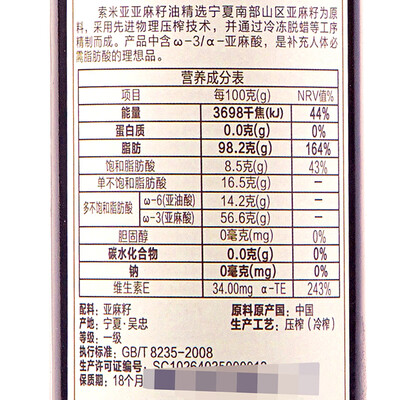 索米亚亚麻籽油精选宁夏南部山区亚麻籽为原
料，采用先进物理压榨技术，并通过冷冻脱蜡等工序
精制而成。产品中含ω-3/α-亚麻酸，是补充人体必
需脂肪酸的理想品。
营养成分表
项目 每100克(g) NRV值%
能量 3698千焦(kJ) 44%
蛋白质 0.0克(g) 0%
脂肪 98.2克(g) 164%
饱和脂肪酸 8.5克(g) 43%
单不饱和脂肪酸 16.5克(g) —
多不饱和脂肪酸 ω-6(亚油酸) 14.2克(g) —
ω-3(亚麻酸) 56.6克(g) —
胆固醇 0毫克(mg) 0%
碳水化合物 0.0克(g) 0%
钠 0毫克(mg) 0%
维生素E 34.00mg α-TE 243%
配料：亚麻籽 原料原产国：中国
产地：宁夏·吴忠 生产工艺：压榨（冷榨）
等级：一级
执行标准：GB/T 8235-2008
生产许可证编号：
保质期：18个月